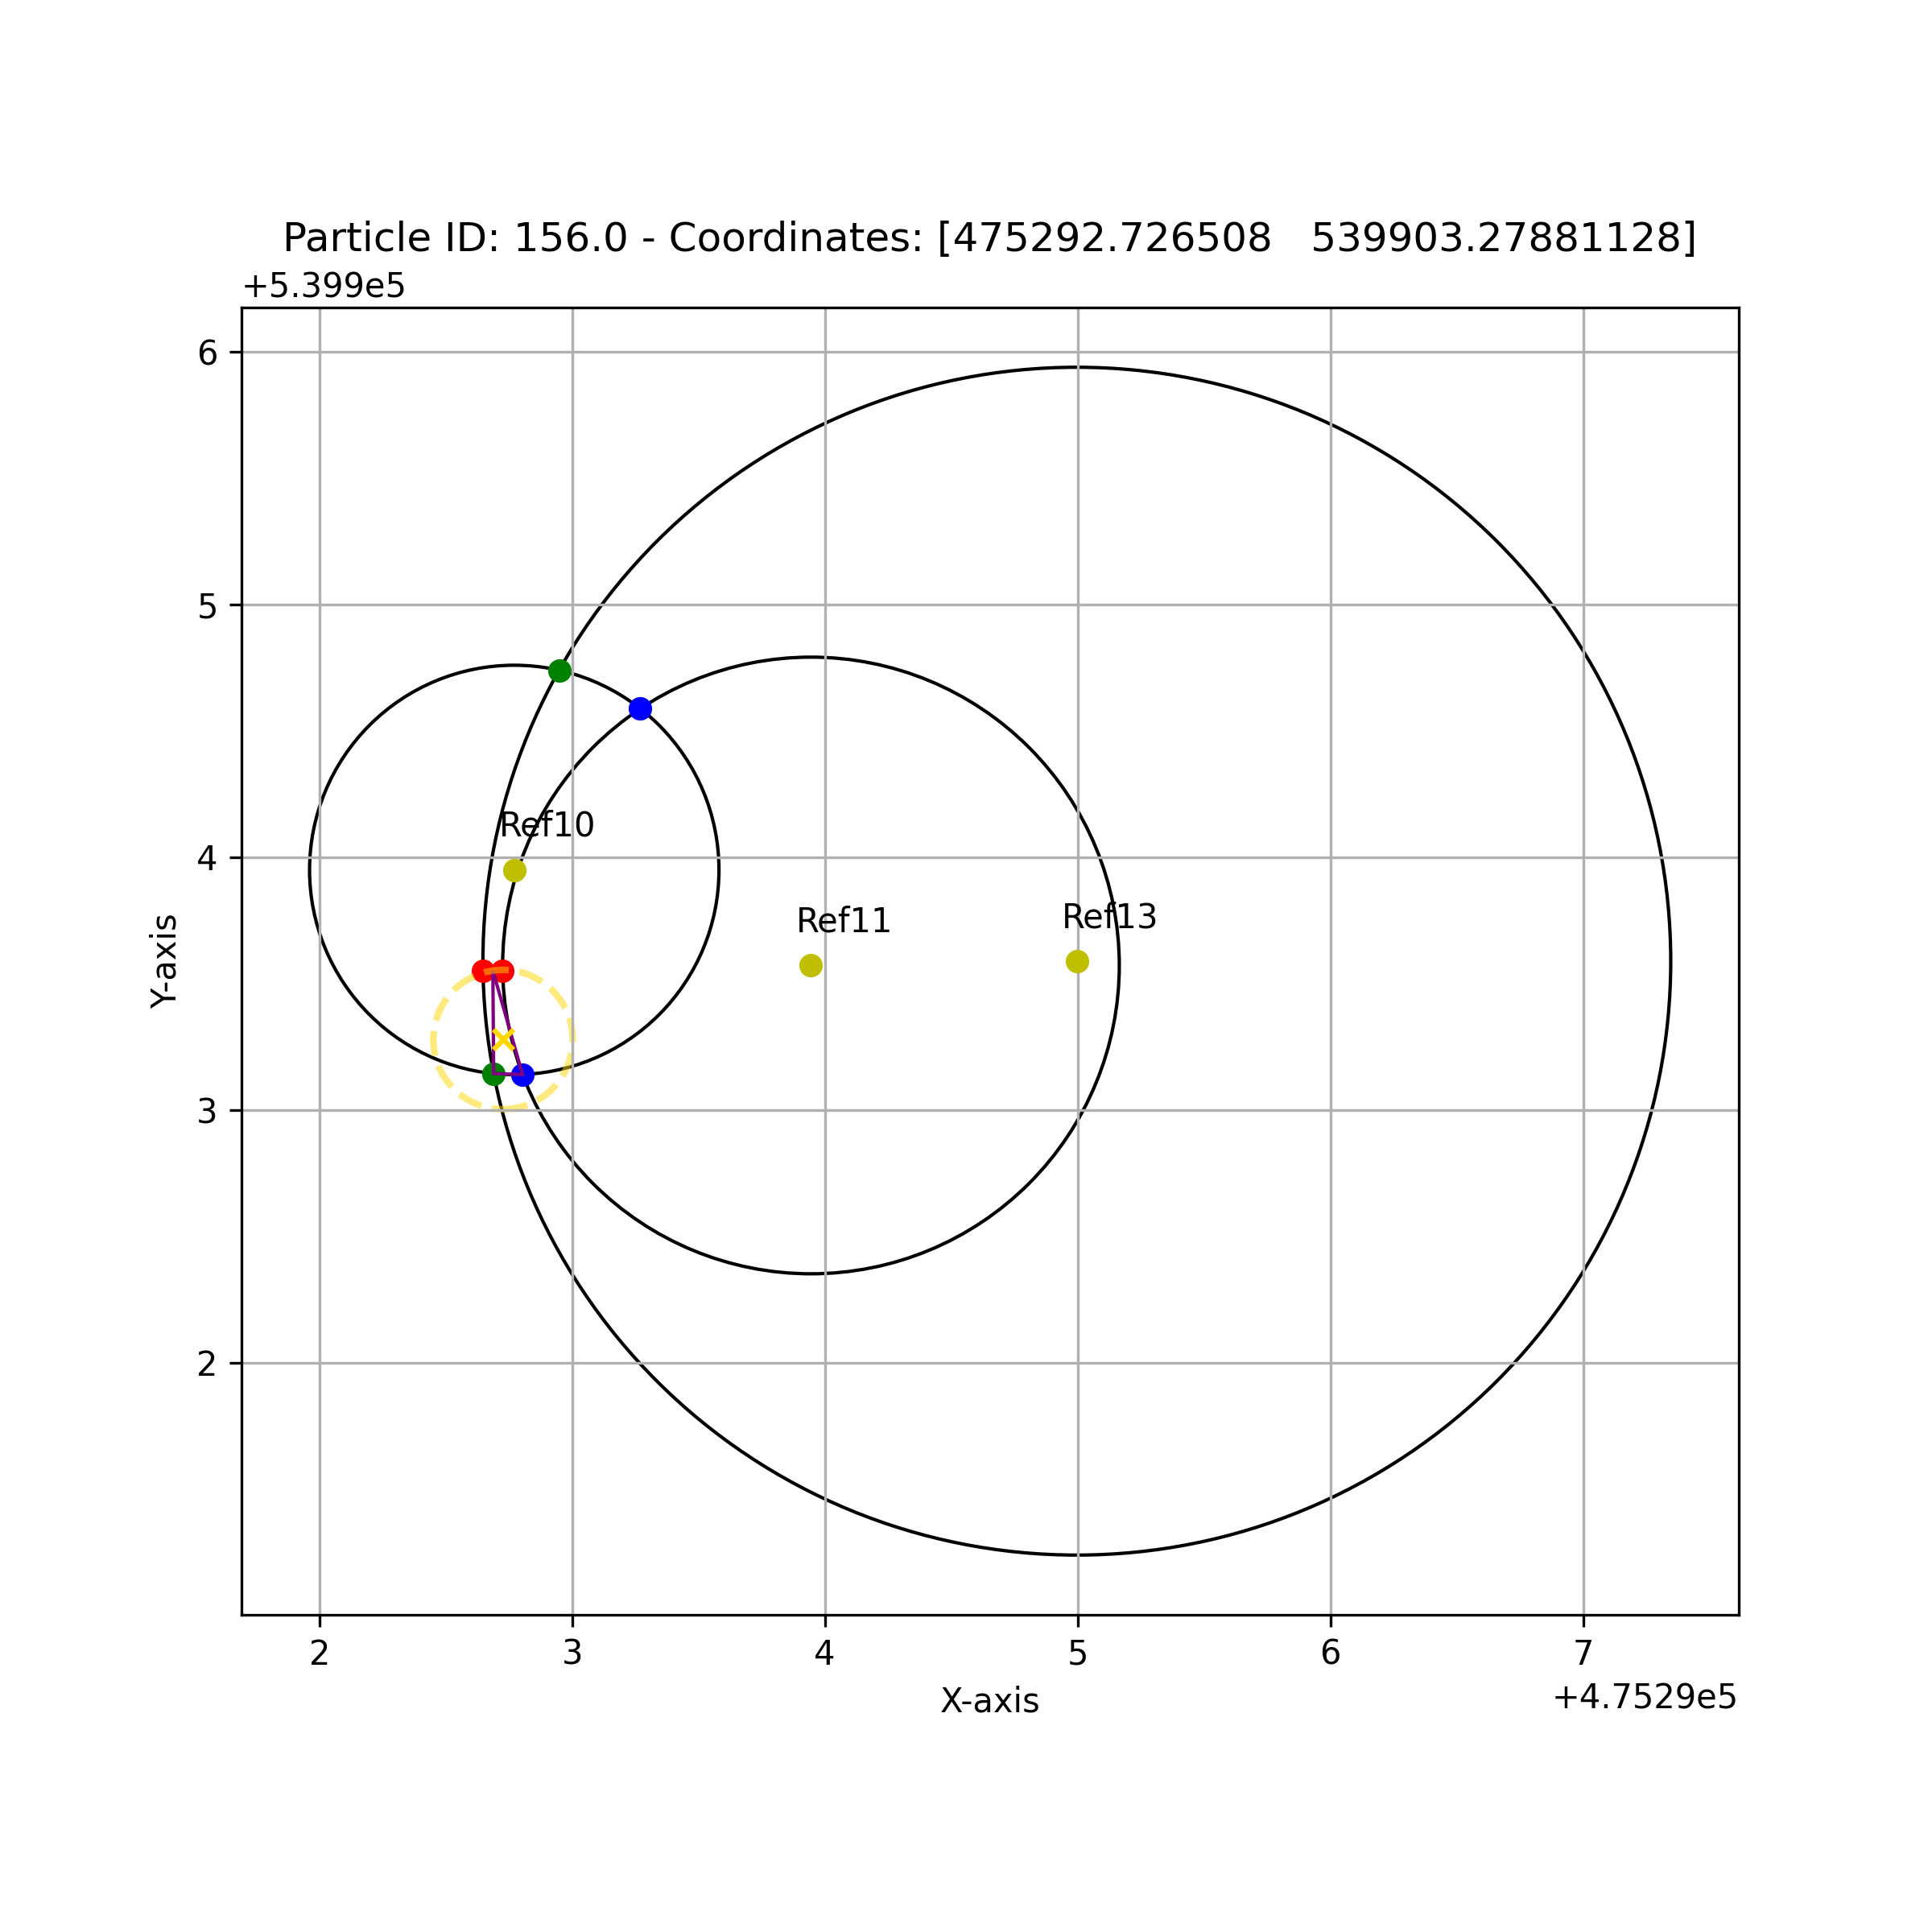 Particle ID: 156.0 - Coordinates: [475292.726508   539903.27881128]
+5.399e5
6
5
4
3
2
Y-axis
Ref10
Ref11
Ref13
2 3 4 5 6 7
X-axis
+4.7529e5